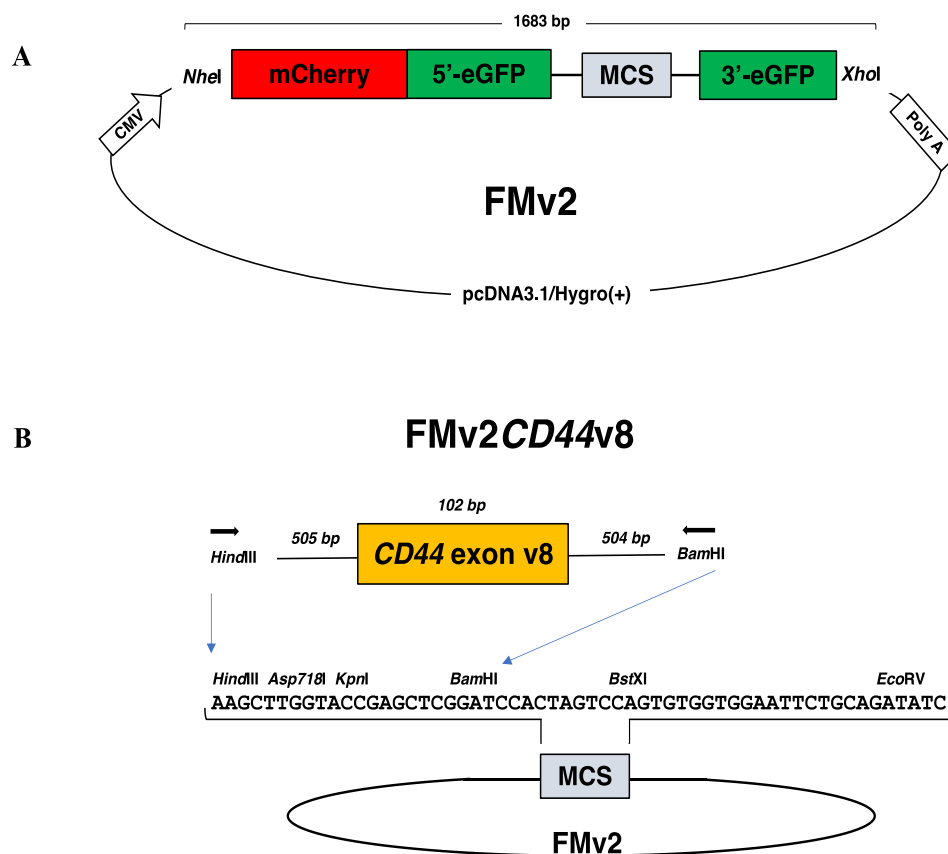 A
1683 bp
NheI mCherry 5’-eGFP MCS 3’-eGFP XhoI
CMV
Poly A
FMv2
pcDNA3.1/Hygro(+)
B
FMv2CD44v8
102 bp
505 bp
504 bp
HindIII CD44 exon v8 BamHI
HindIII Asp718I KpnI BamHI BstXI EcoRV
AAGCTTGGTACCGAGCTCGGATCCACTAGTCCAGTGTGGTGGAATTCTGCAGATATC
MCS
FMv2